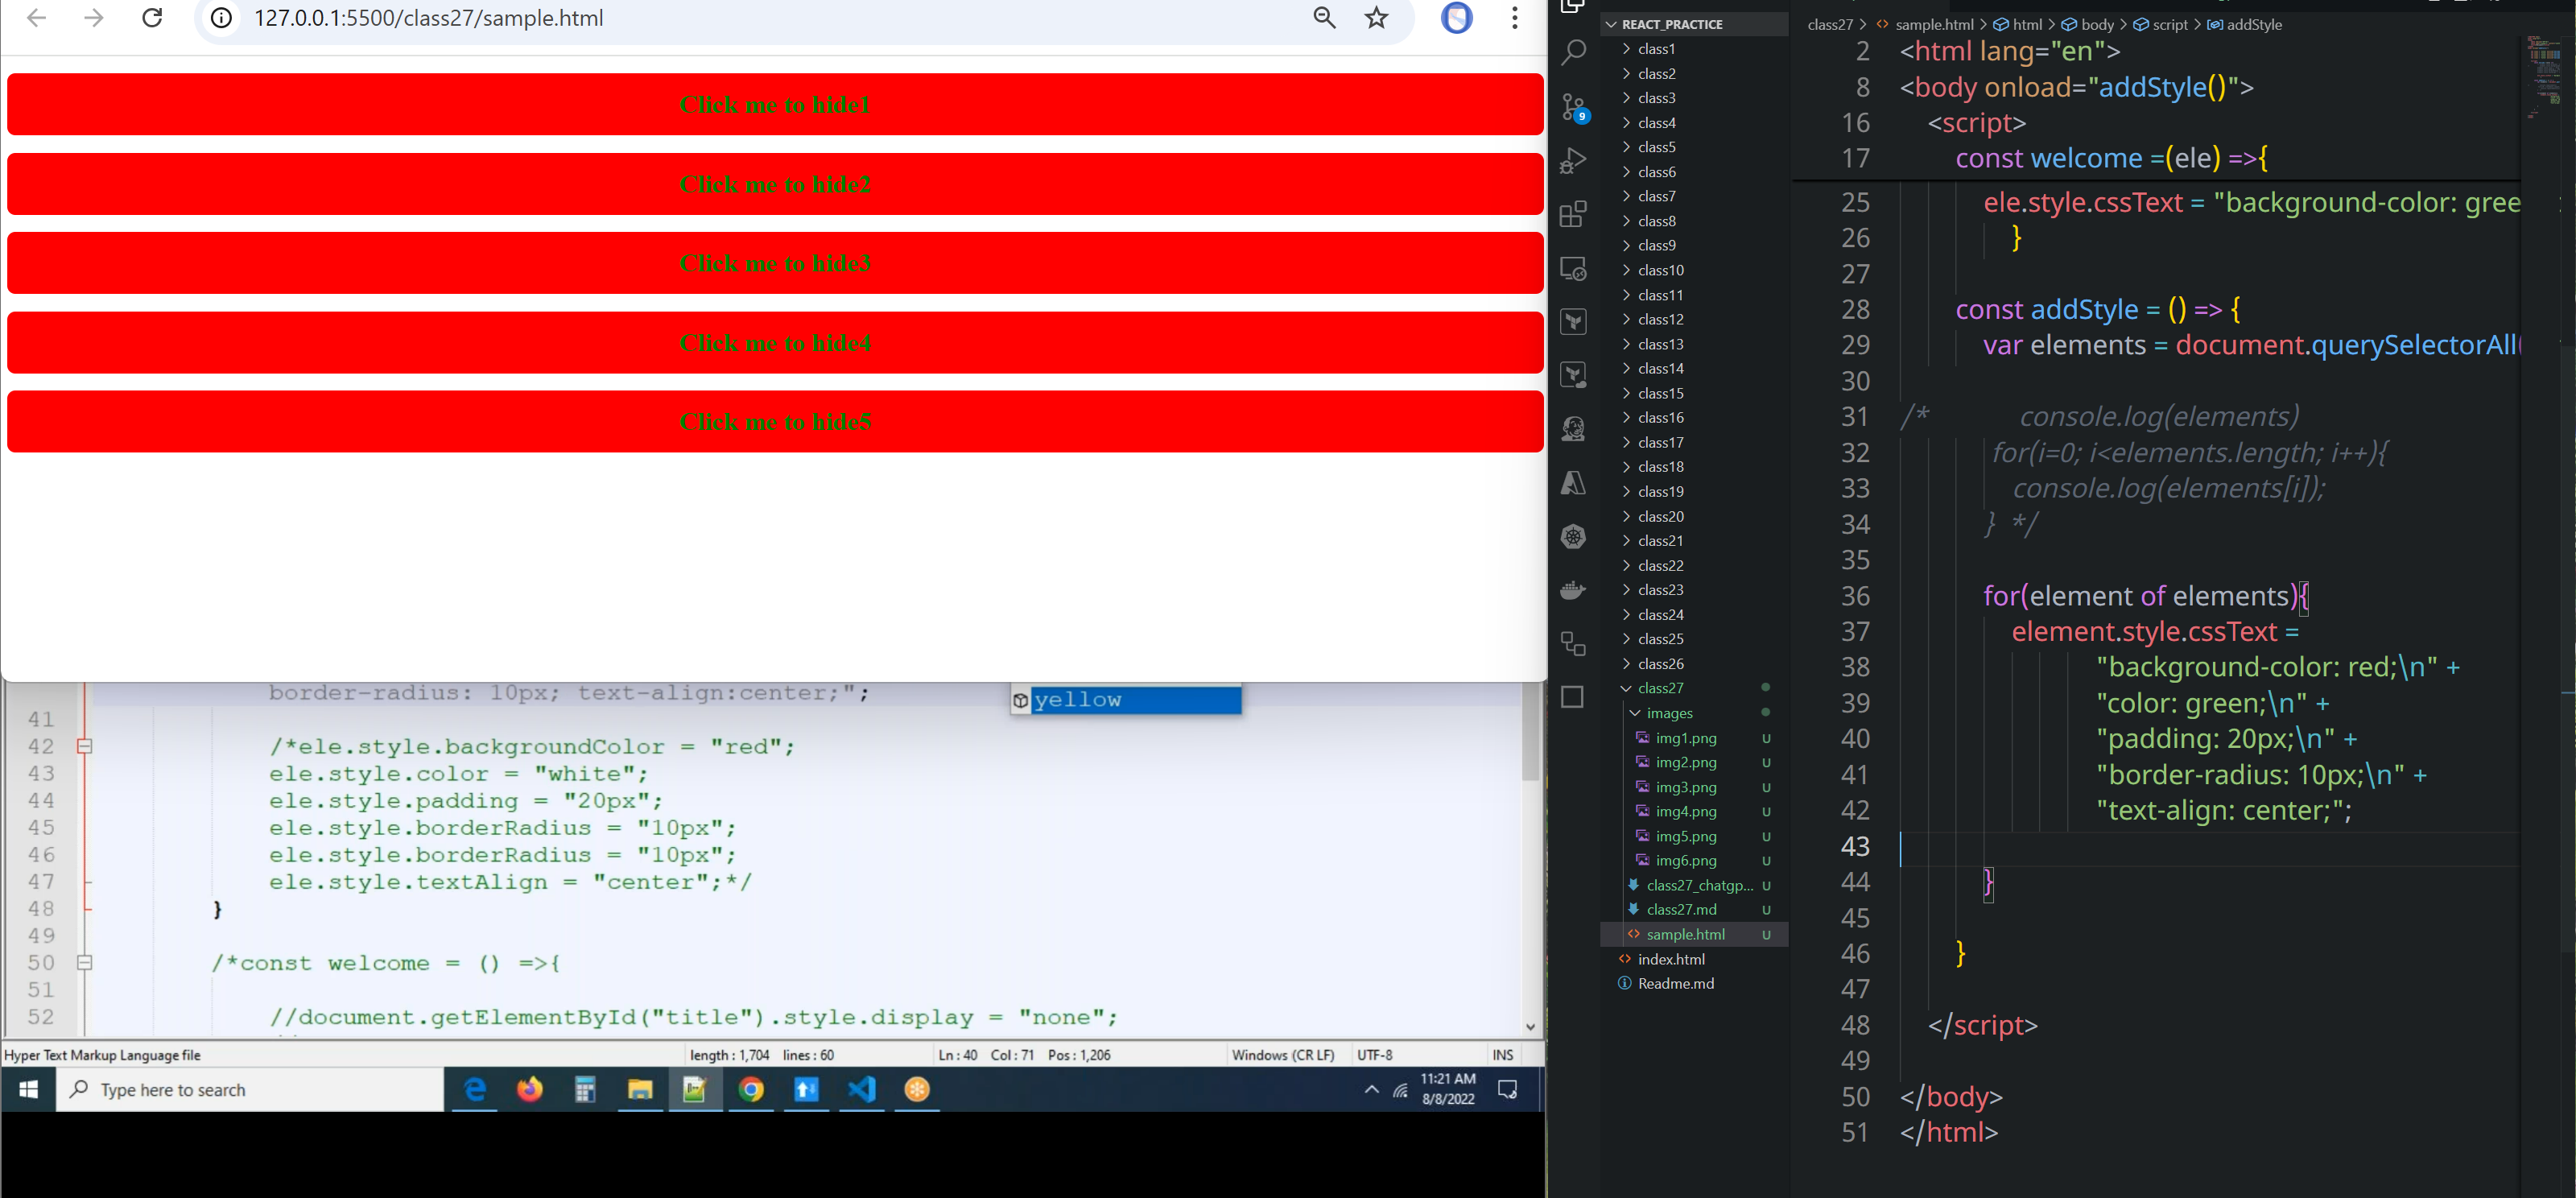 127.0.0.1:5500/class27/sample.html
Click me to hide1
Click me to hide2
Click me to hide3
Click me to hide4
Click me to hide5
border-radius: 10px; text-align:center;";
yellow
41
42 /*ele.style.backgroundColor = "red";
43 ele.style.color = "white";
44 ele.style.padding = "20px";
45 ele.style.borderRadius = "10px";
46 ele.style.borderRadius = "10px";
47 ele.style.textAlign = "center";*/
48 }
49
50 /*const welcome = () =>{
51
52 //document.getElementById("title").style.display = "none";
Hyper Text Markup Language file length : 1,704 lines : 60 Ln : 40 Col : 71 Pos : 1,206 Windows (CR LF) UTF-8 INS
Type here to search
11:21 AM
8/8/2022
9
REACT_PRACTICE
class1
class2
class3
class4
class5
class6
class7
class8
class9
class10
class11
class12
class13
class14
class15
class16
class17
class18
class19
class20
class21
class22
class23
class24
class25
class26
class27
images
img1.png U
img2.png U
img3.png U
img4.png U
img5.png U
img6.png U
class27_chatgp... U
class27.md U
sample.html U
index.html
Readme.md
class27 > sample.html > html > body > script > addStyle
2 <html lang="en">
8 <body onload="addStyle()">
16 <script>
17 const welcome =(ele) =>{
25 ele.style.cssText = "background-color: gree
26 }
27
28 const addStyle = () => {
29 var elements = document.querySelectorAll(
30
31 /* console.log(elements)
32 for(i=0; i<elements.length; i++){
33 console.log(elements[i]);
34 } */
35
36 for(element of elements){
37 element.style.cssText =
38 "background-color: red;\n" +
39 "color: green;\n" +
40 "padding: 20px;\n" +
41 "border-radius: 10px;\n" +
42 "text-align: center;";
43
44 }
45
46 }
47
48 </script>
49
50 </body>
51 </html>